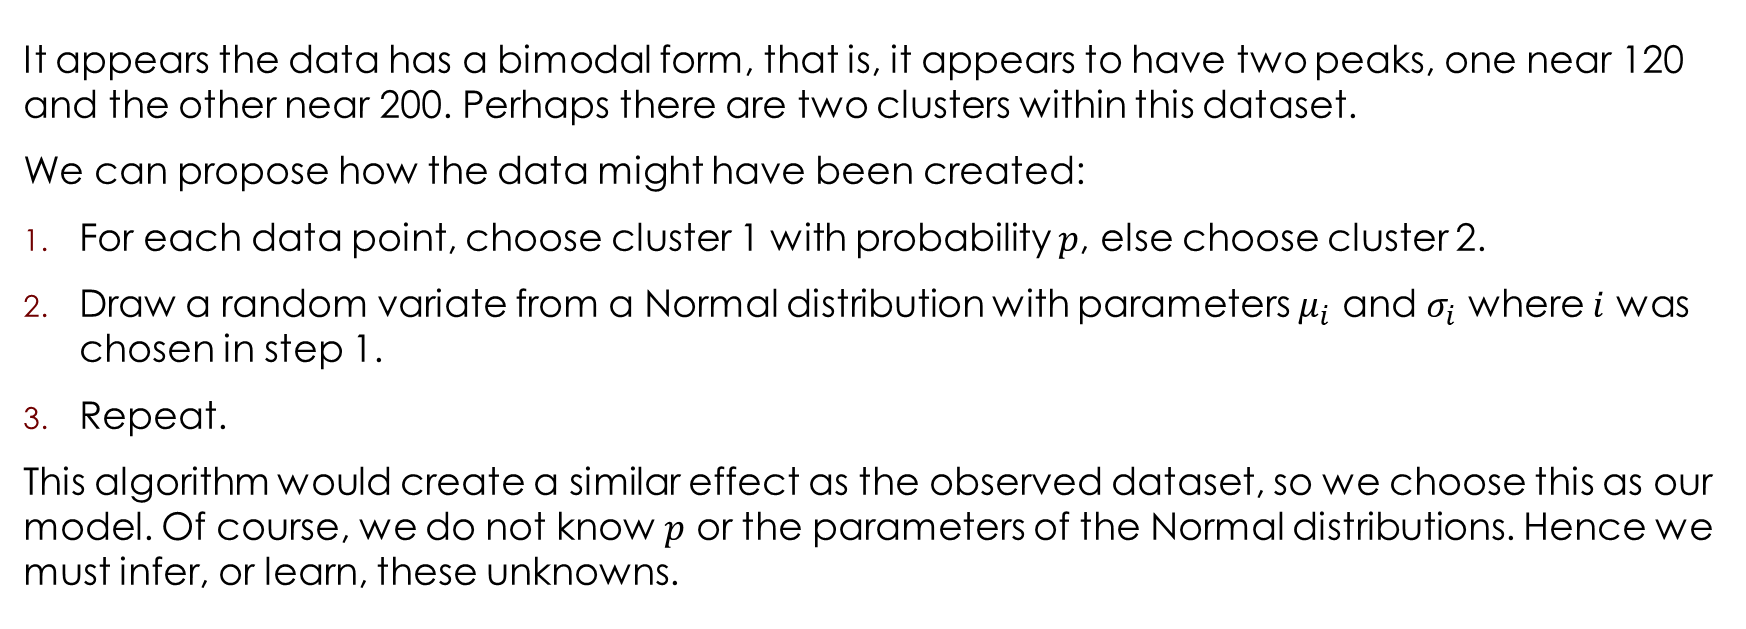 It appears the data has a bimodal form, that is, it appears to have two peaks, one near 120
and the other near 200. Perhaps there are two clusters within this dataset.
We can propose how the data might have been created:
1. For each data point, choose cluster 1 with probability p, else choose cluster 2.
2. Draw a random variate from a Normal distribution with parameters μᵢ and σᵢ where i was
chosen in step 1.
3. Repeat.
This algorithm would create a similar effect as the observed dataset, so we choose this as our
model. Of course, we do not know p or the parameters of the Normal distributions. Hence we
must infer, or learn, these unknowns.